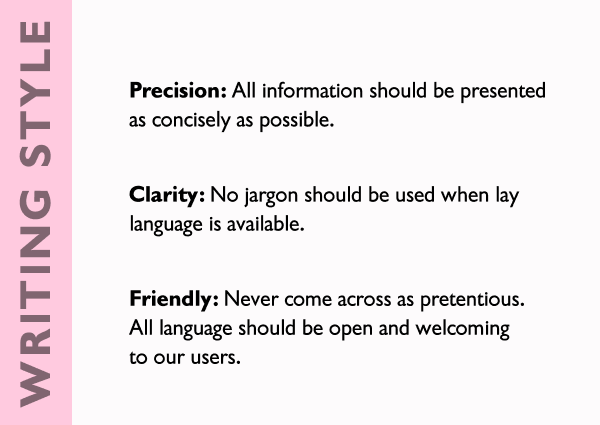 WRITING STYLE
Precision: All information should be presented
as concisely as possible.
Clarity: No jargon should be used when lay
language is available.
Friendly: Never come across as pretentious.
All language should be open and welcoming
to our users.